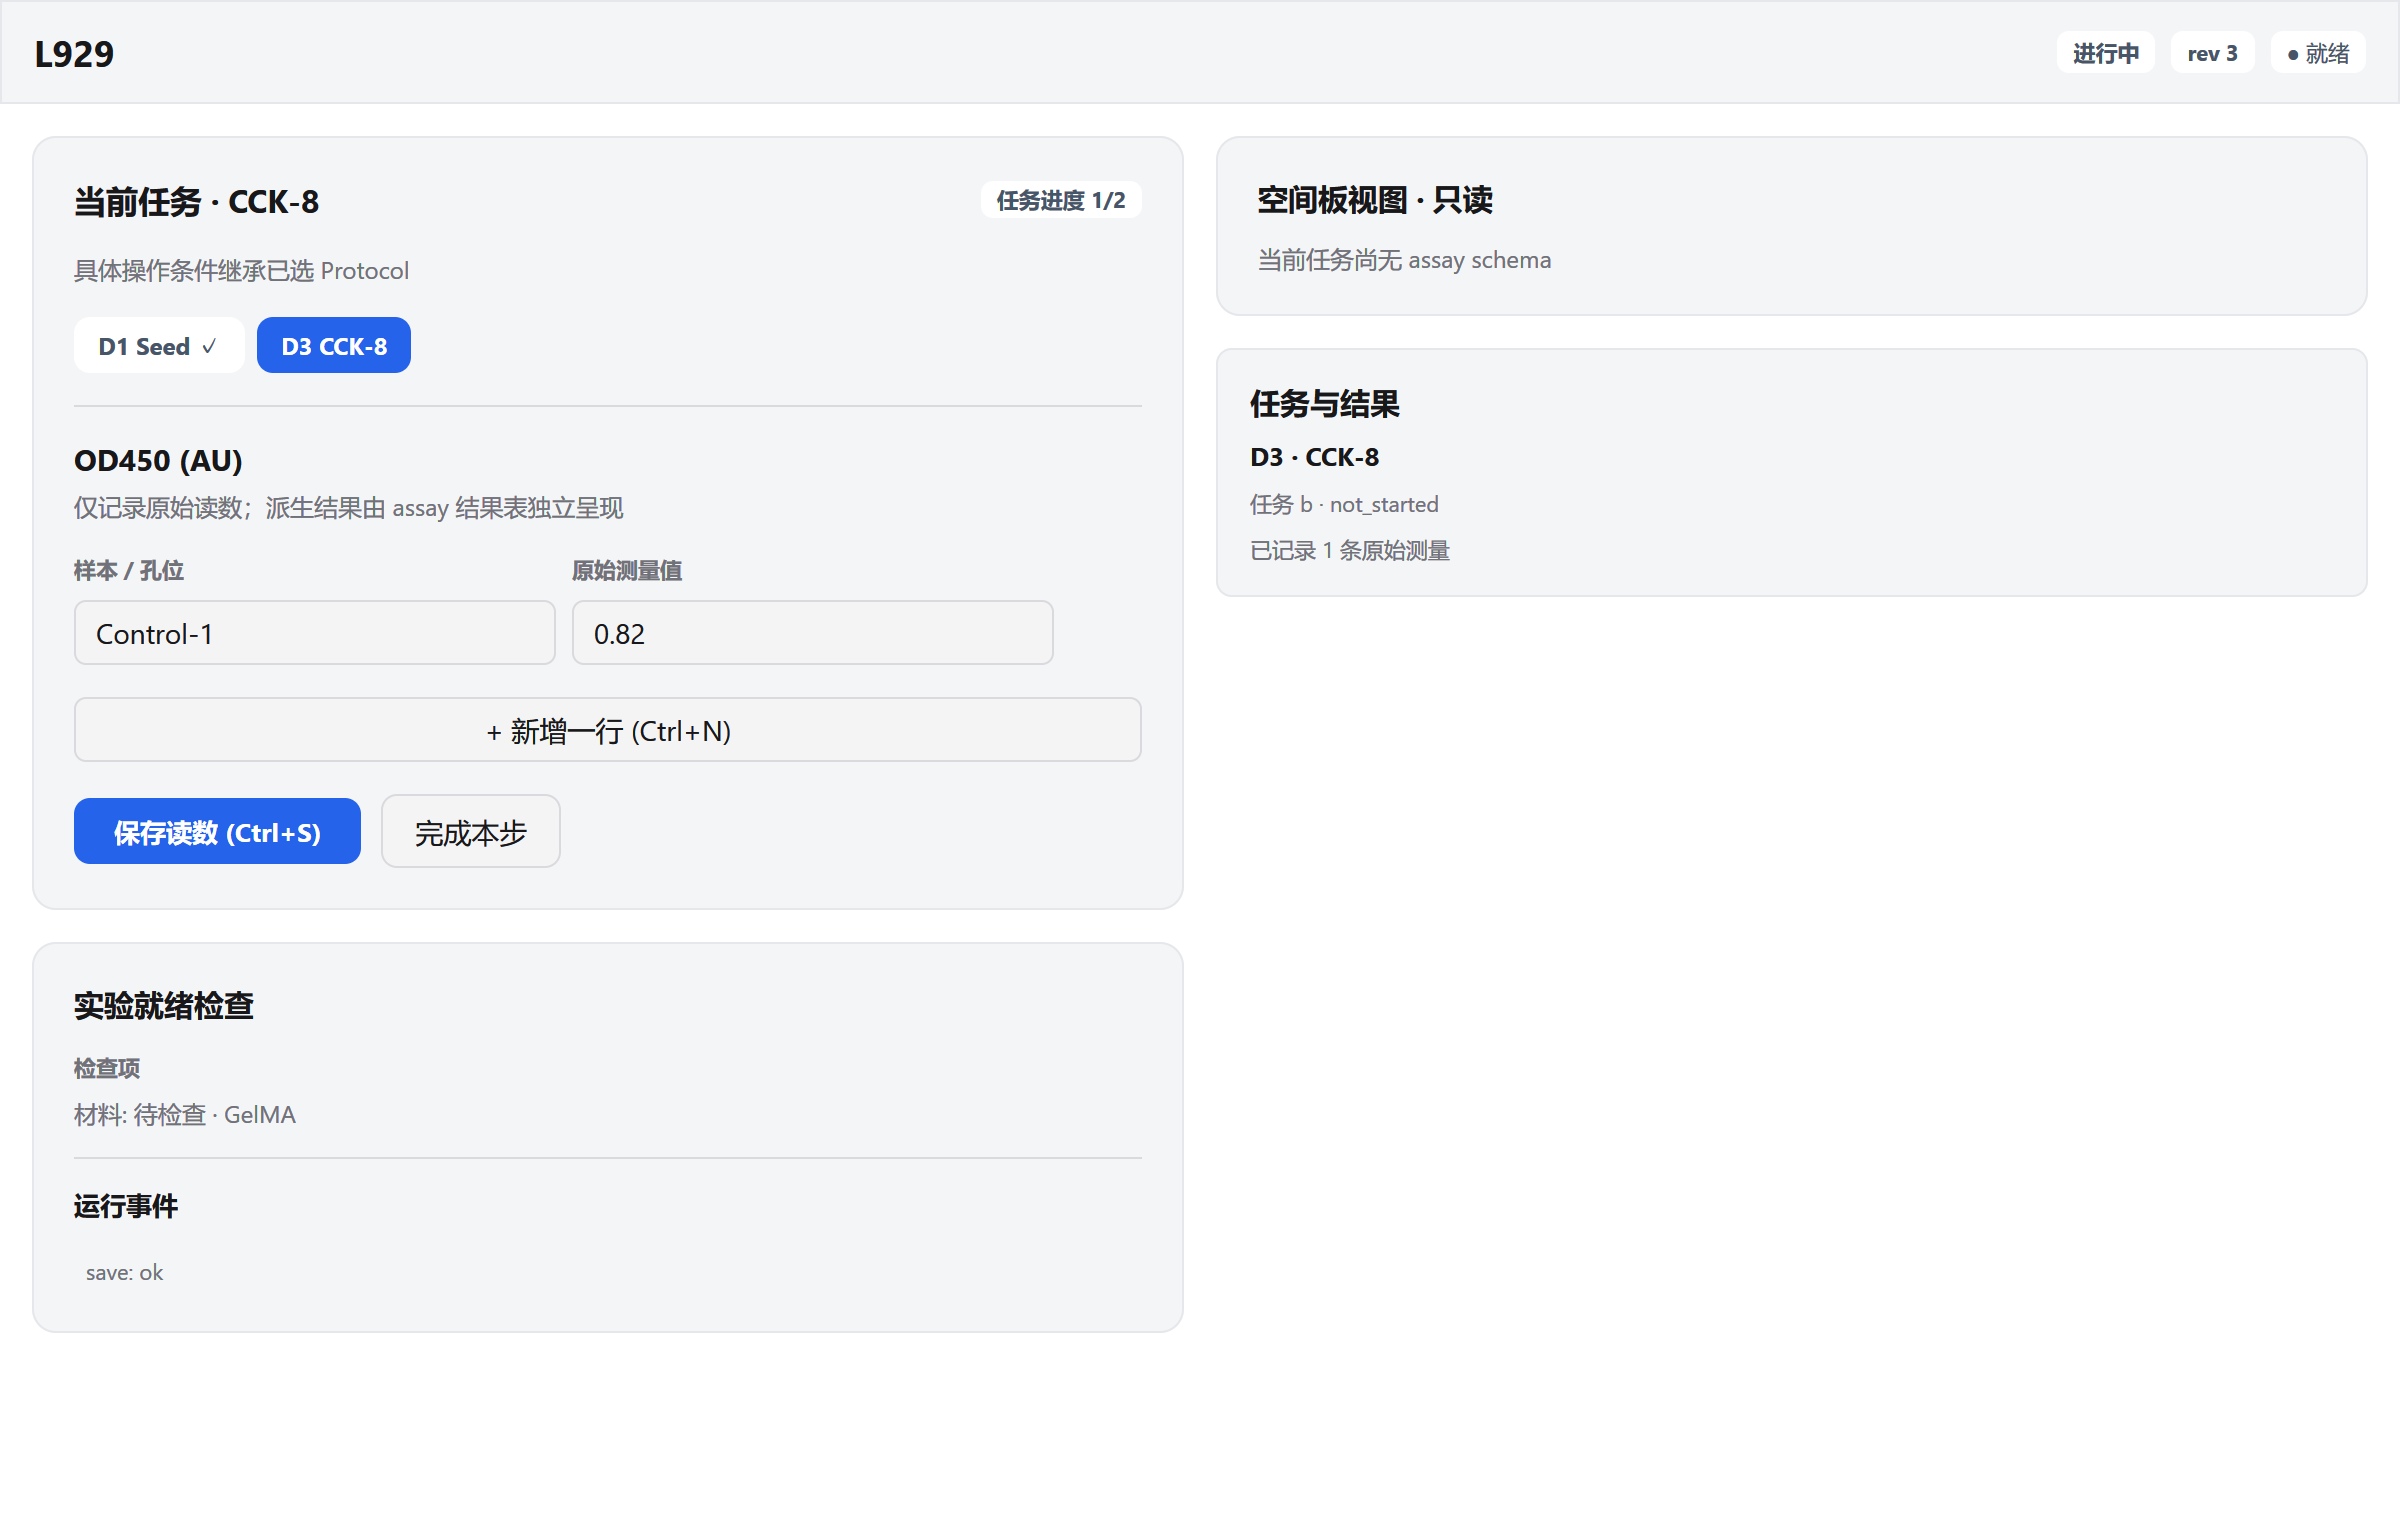 L929
进行中
rev 3
● 就绪
当前任务 · CCK-8
任务进度 1/2
具体操作条件继承已选 Protocol
D1 Seed ✓
D3 CCK-8
OD450 (AU)
仅记录原始读数；派生结果由 assay 结果表独立呈现
样本 / 孔位
原始测量值
Control-1
0.82
+ 新增一行 (Ctrl+N)
保存读数 (Ctrl+S)
完成本步
实验就绪检查
检查项
材料: 待检查 · GelMA
运行事件
save: ok
空间板视图 · 只读
当前任务尚无 assay schema
任务与结果
D3 · CCK-8
任务 b · not_started
已记录 1 条原始测量